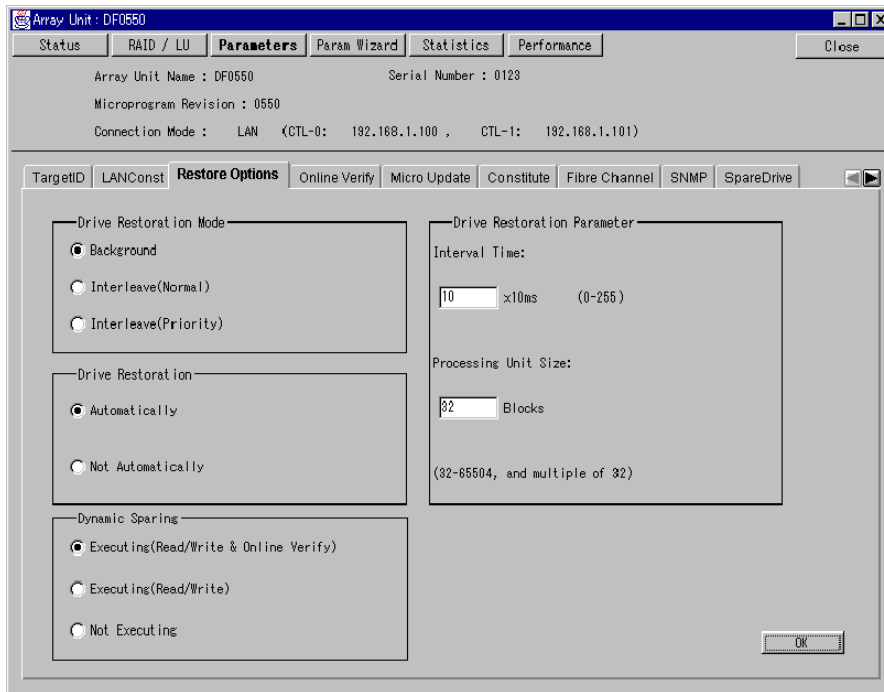 Array Unit : DF0550
Status RAID / LU Parameters Param Wizard Statistics Performance Close
Array Unit Name : DF0550 Serial Number : 0123
Microprogram Revision : 0550
Connection Mode : LAN (CTL-0: 192.168.1.100 , CTL-1: 192.168.1.101)
TargetID LANConst Restore Options Online Verify Micro Update Constitute Fibre Channel SNMP SpareDrive
Drive Restoration Mode
Background
Interleave(Normal)
Interleave(Priority)
Drive Restoration
Automatically
Not Automatically
Dynamic Sparing
Executing(Read/Write & Online Verify)
Executing(Read/Write)
Not Executing
Drive Restoration Parameter
Interval Time:
10 x10ms (0-255)
Processing Unit Size:
32 Blocks
(32-65504, and multiple of 32)
OK